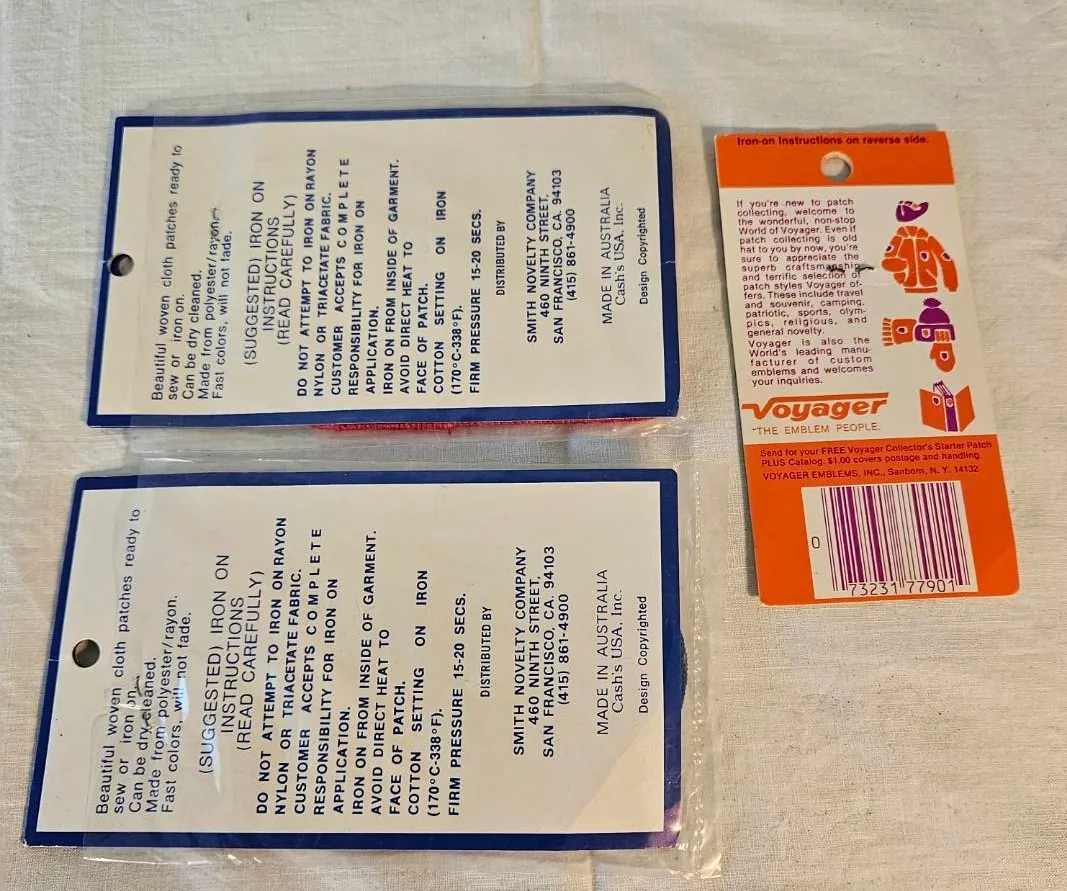 Beautiful woven cloth patches ready to
sew or iron on.
Can be dry cleaned.
Made from polyester/rayon.
Fast colors, will not fade.
(SUGGESTED) IRON ON
INSTRUCTIONS
(READ CAREFULLY)
DO NOT ATTEMPT TO IRON ON RAYON
NYLON OR TRIACETATE FABRIC.
CUSTOMER ACCEPTS COMPLETE
RESPONSIBILITY FOR IRON ON
APPLICATION.
IRON ON FROM INSIDE OF GARMENT.
AVOID DIRECT HEAT TO
FACE OF PATCH.
COTTON SETTING ON IRON
(170°C-338°F).
FIRM PRESSURE 15-20 SECS.
DISTRIBUTED BY
SMITH NOVELTY COMPANY
460 NINTH STREET,
SAN FRANCISCO, CA. 94103
(415) 861-4900
MADE IN AUSTRALIA
Cash's USA, Inc.
Design Copyrighted
Beautiful woven cloth patches ready to
sew or iron on.
Can be dry cleaned.
Made from polyester/rayon.
Fast colors, will not fade.
(SUGGESTED) IRON ON
INSTRUCTIONS
(READ CAREFULLY)
DO NOT ATTEMPT TO IRON ON RAYON
NYLON OR TRIACETATE FABRIC.
CUSTOMER ACCEPTS COMPLETE
RESPONSIBILITY FOR IRON ON
APPLICATION.
IRON ON FROM INSIDE OF GARMENT.
AVOID DIRECT HEAT TO
FACE OF PATCH.
COTTON SETTING ON IRON
(170°C-338°F).
FIRM PRESSURE 15-20 SECS.
DISTRIBUTED BY
SMITH NOVELTY COMPANY
460 NINTH STREET,
SAN FRANCISCO, CA. 94103
(415) 861-4900
MADE IN AUSTRALIA
Cash's USA, Inc.
Design Copyrighted
Iron-on Instructions on reverse side.
If you're new to patch
collecting, welcome to
the wonderful, non-stop
World of Voyager. Even if
patch collecting is old
hat to you by now, you're
sure to appreciate the
superb craftsmanship
and terrific selection of
patch styles Voyager of-
fers. These include travel
and souvenir, camping,
patriotic, sports, olym-
pics, religious, and
general novelty.
Voyager is also the
World's leading manu-
facturer of custom
emblems and welcomes
your inquiries.
Voyager
"THE EMBLEM PEOPLE.
Send for your FREE Voyager Collector's Starter Patch
PLUS Catalog. $1.00 covers postage and handling.
VOYAGER EMBLEMS, INC., Sanborn, N. Y. 14132
0 73231 77901